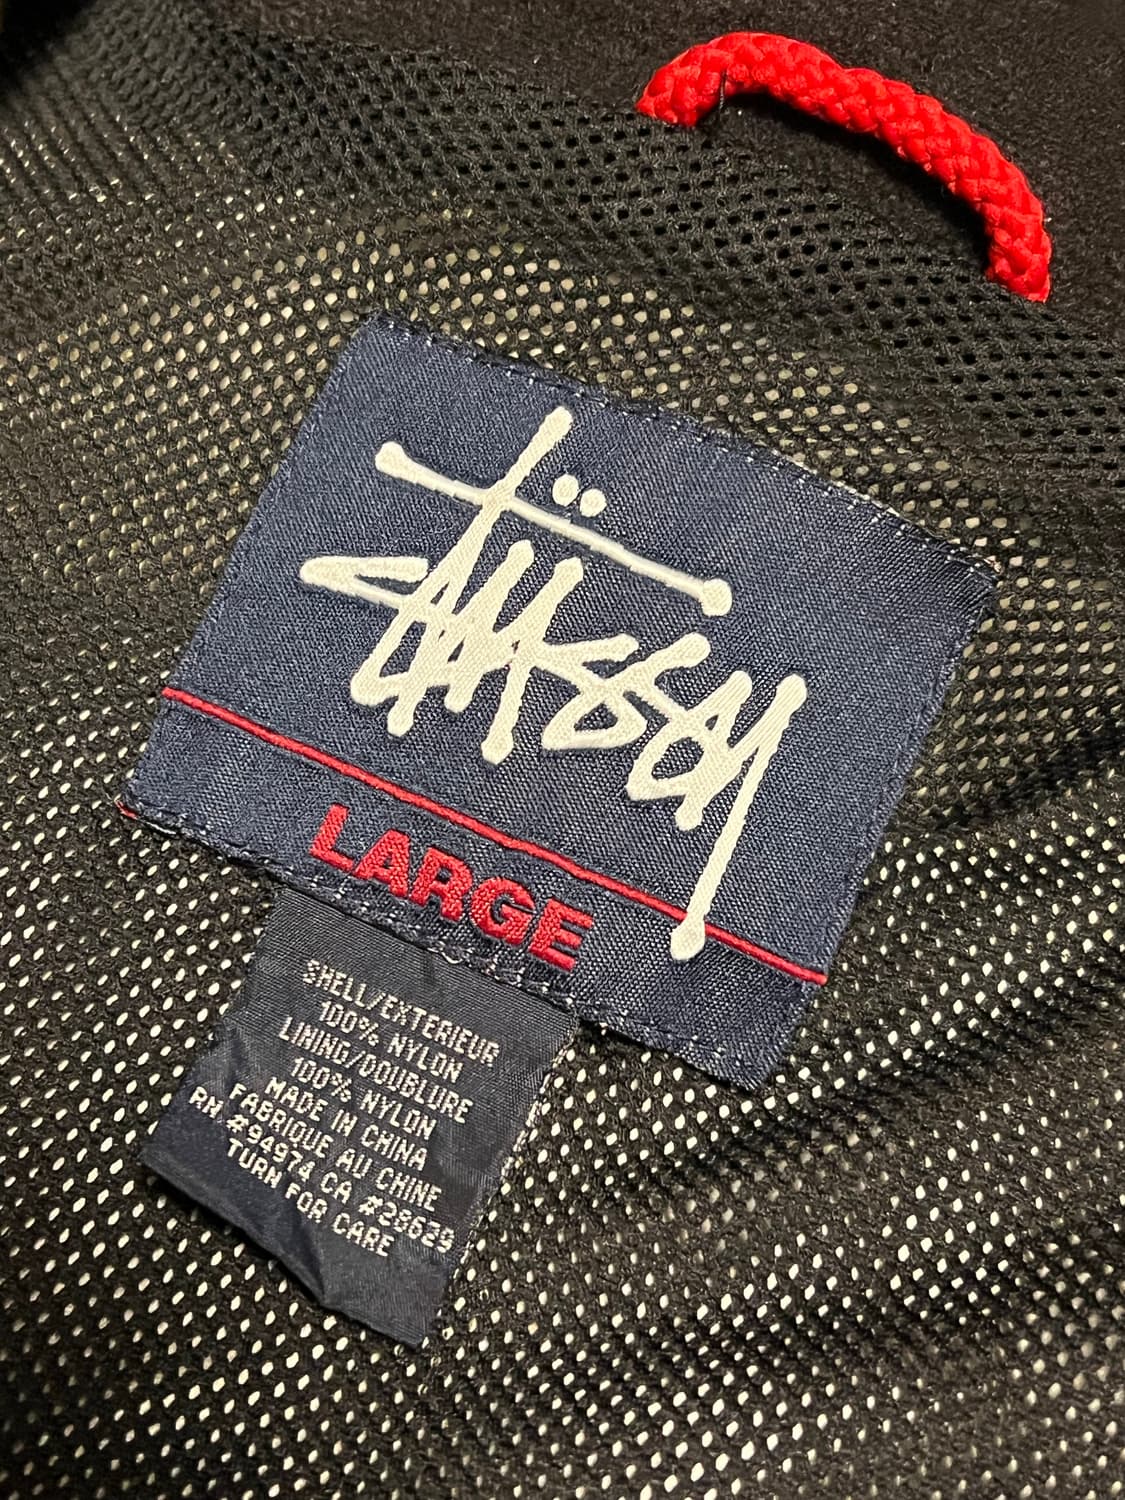 Stüssy
LARGE
SHELL/EXTERIEUR
100% NYLON
LINING/DOUBLURE
100% NYLON
MADE IN CHINA
FABRIQUE AU CHINE
RN #94974 CA #28629
TURN FOR CARE